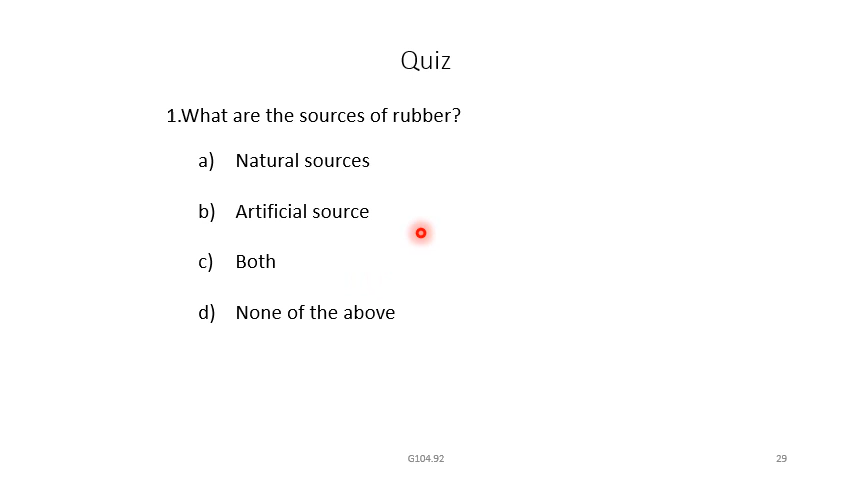 Quiz
1.What are the sources of rubber?
a) Natural sources
b) Artificial source
c) Both
d) None of the above
G104.92
29